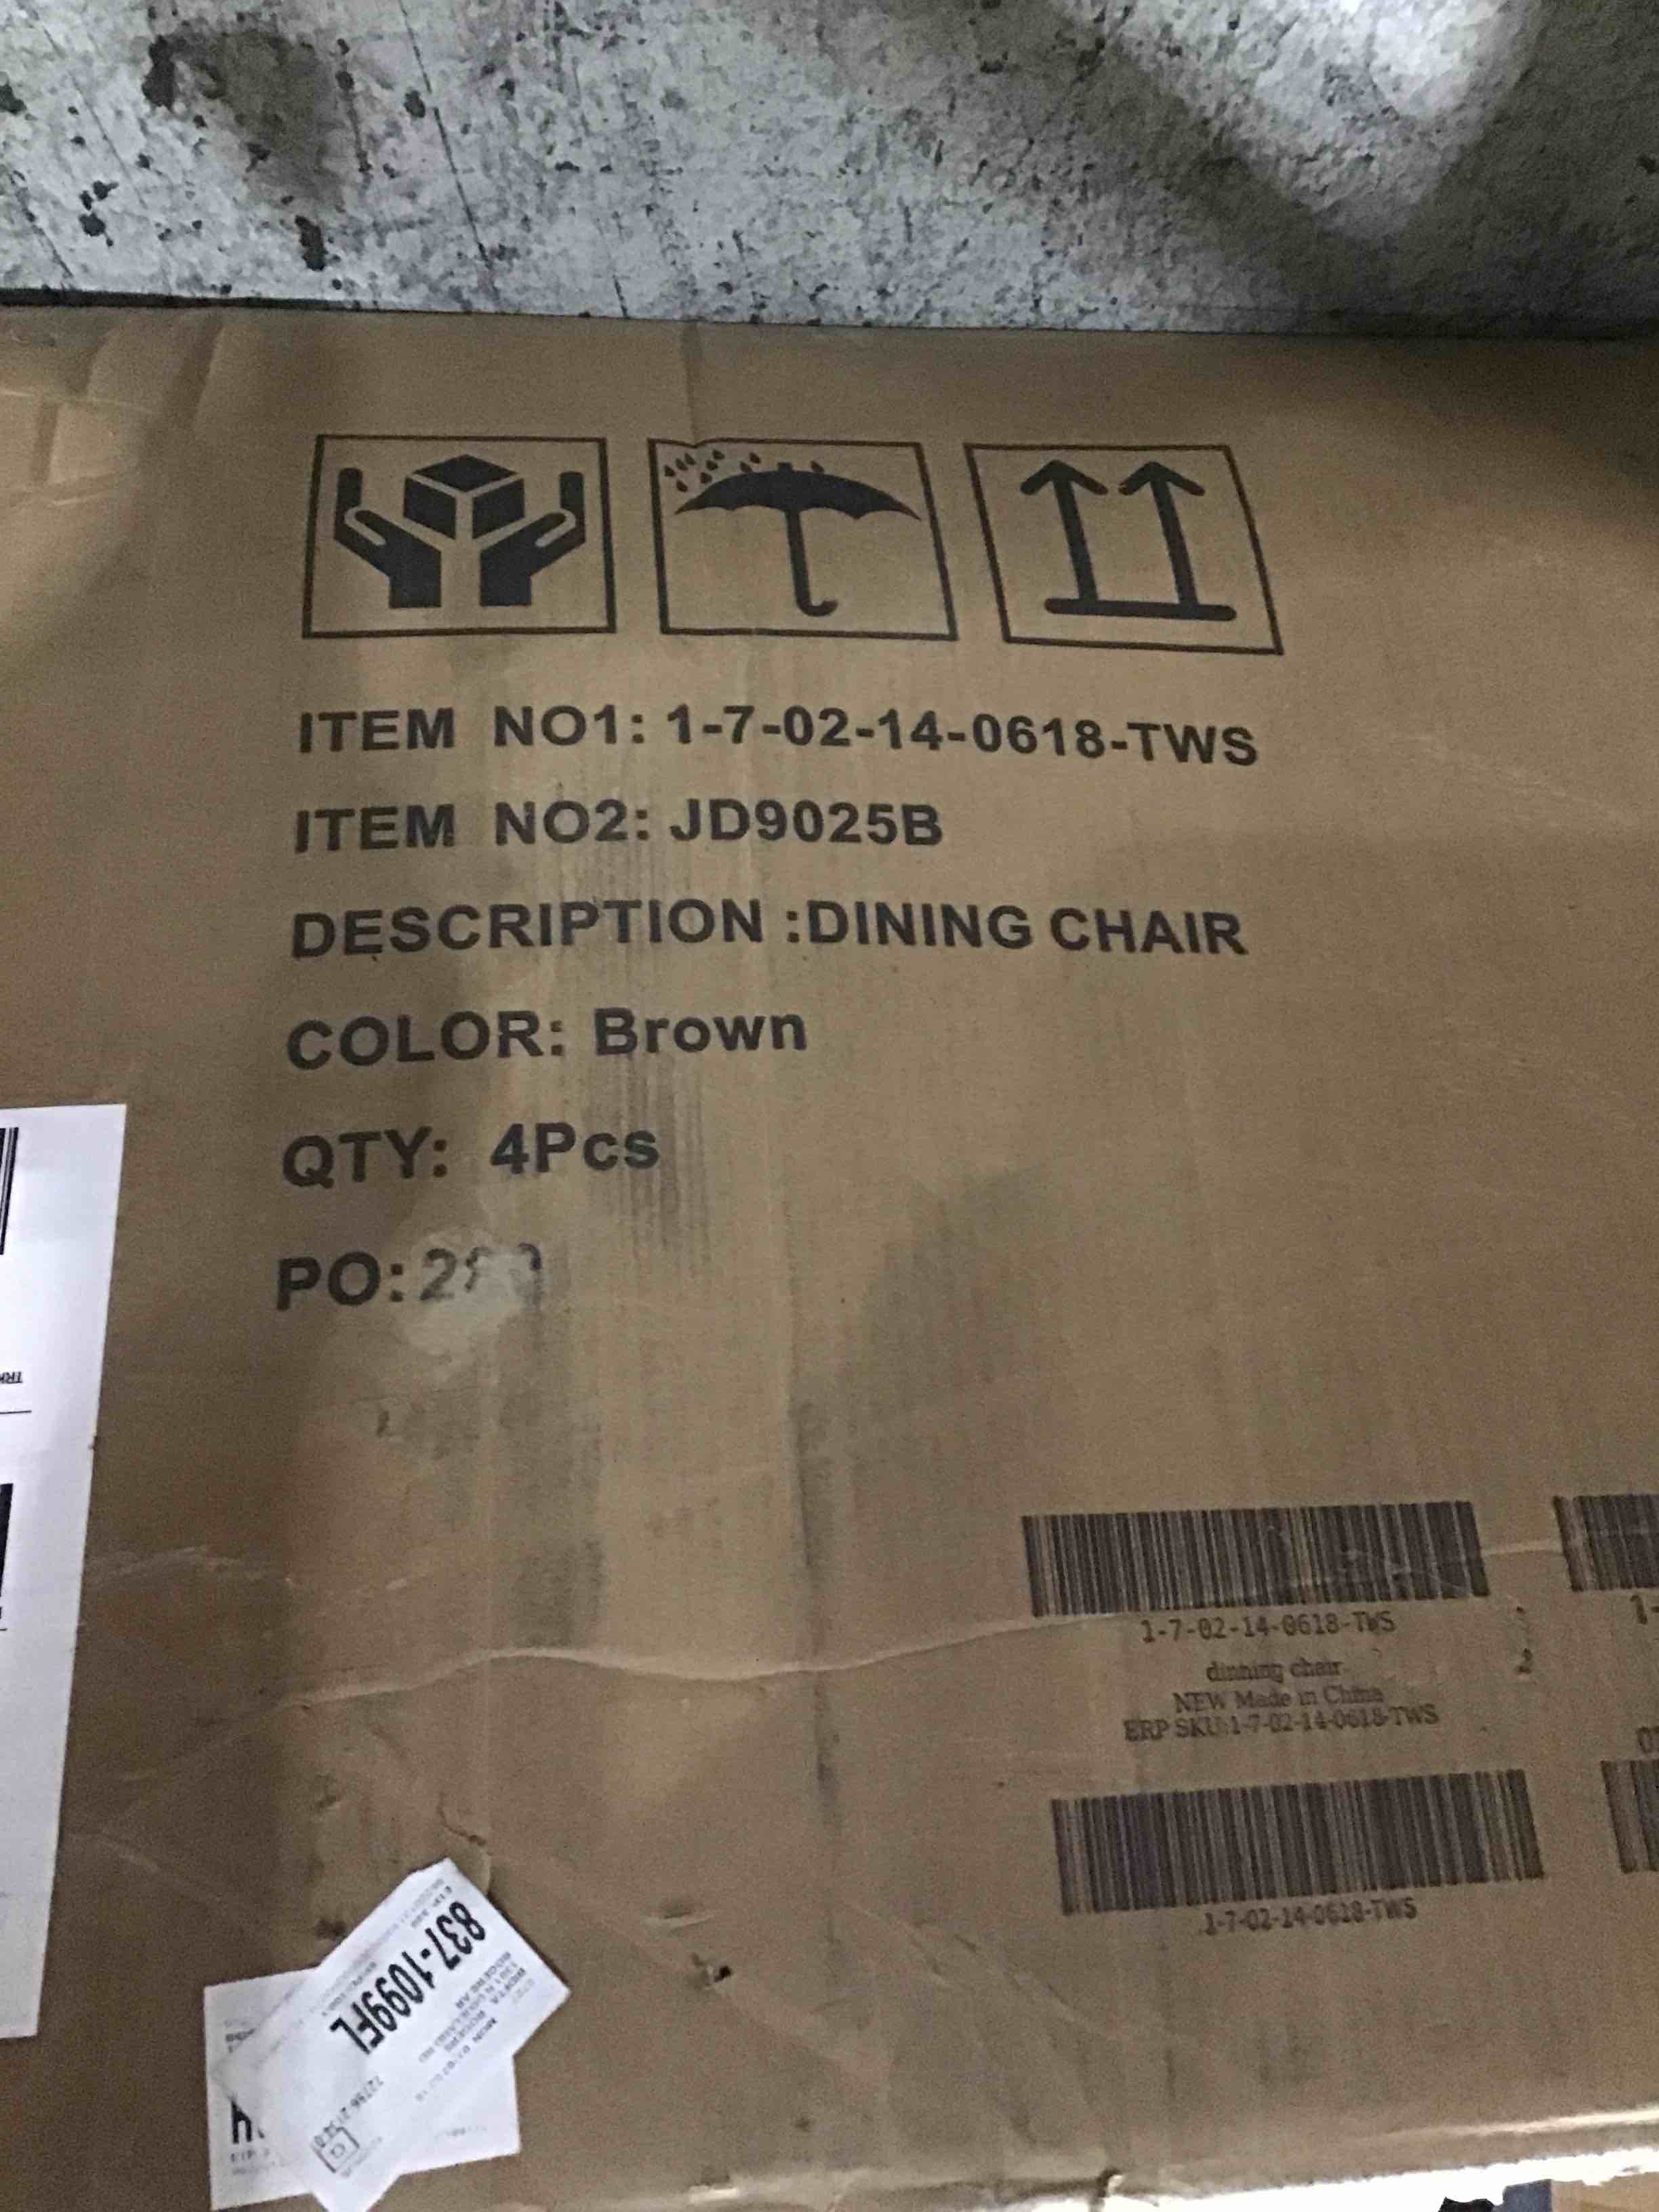 ITEM NO1: 1-7-02-14-0618-TWS
ITEM NO2: JD9025B
DESCRIPTION :DINING CHAIR
COLOR: Brown
QTY: 4Pcs
PO:
TRK
1-7-02-14-0618-TWS
dinning chair
NEW Made in China
ERP SKU:1-7-02-14-0618-TWS
1-7-02-14-0618-TWS
837-1099FL